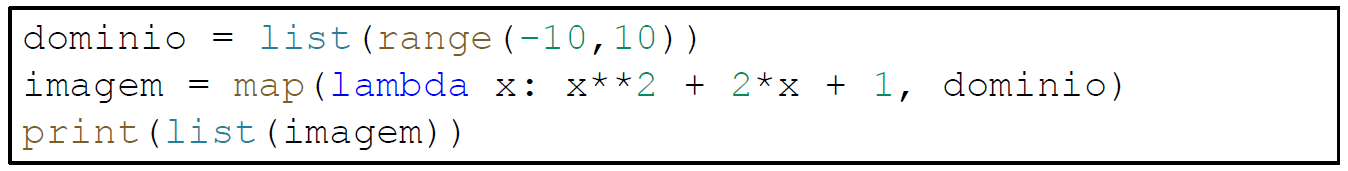 dominio = list(range(-10,10))
imagem = map(lambda x: x**2 + 2*x + 1, dominio)
print(list(imagem))